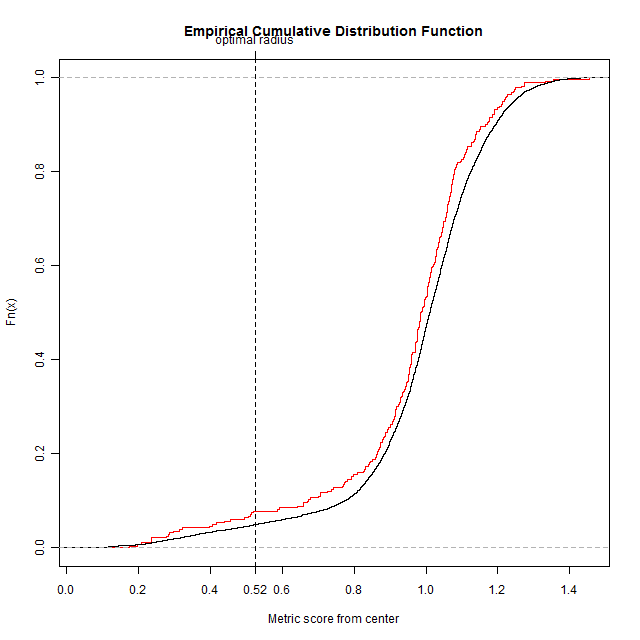 Empirical Cumulative Distribution Function
optimal radius
1.0
0.8
0.6
0.4
0.2
0.0
Fn(x)
0.0 0.2 0.4 0.52 0.6 0.8 1.0 1.2 1.4
Metric score from center